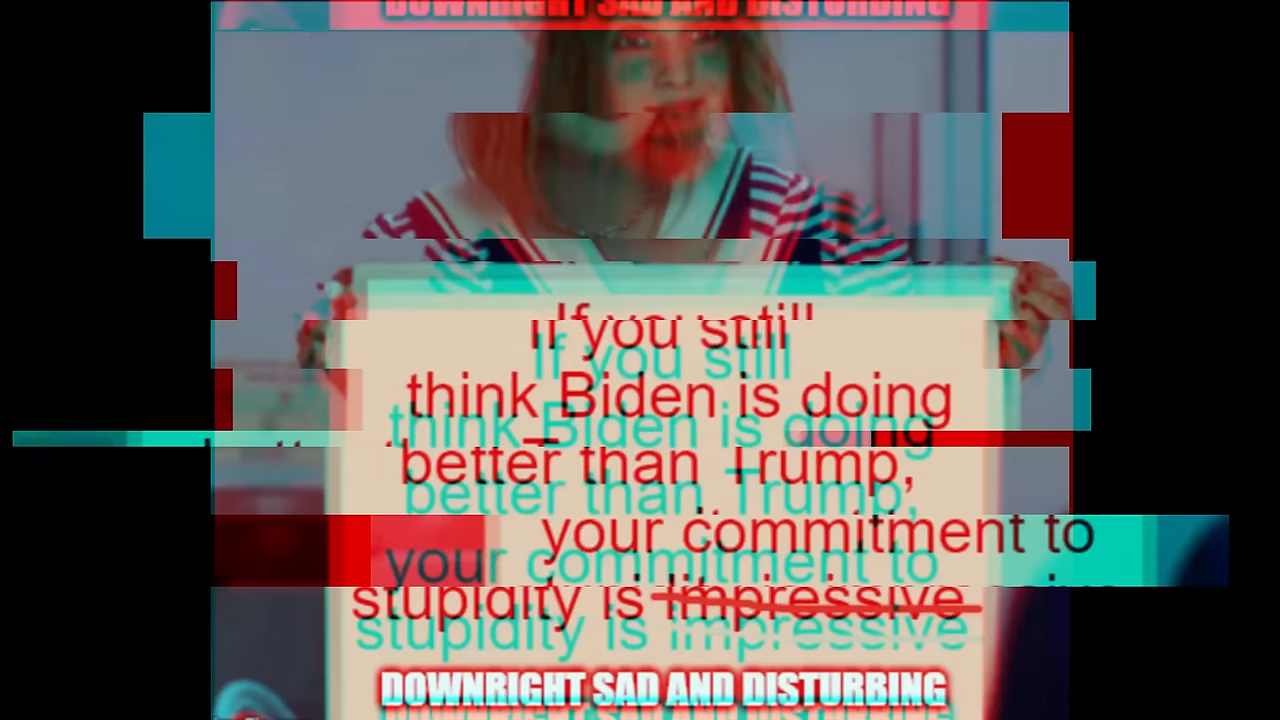 DOWNRIGHT SAD AND DISTURBING
If you still
think Biden is doing
better than Trump,
your commitment to
stupidity is impressive
DOWNRIGHT SAD AND DISTURBING